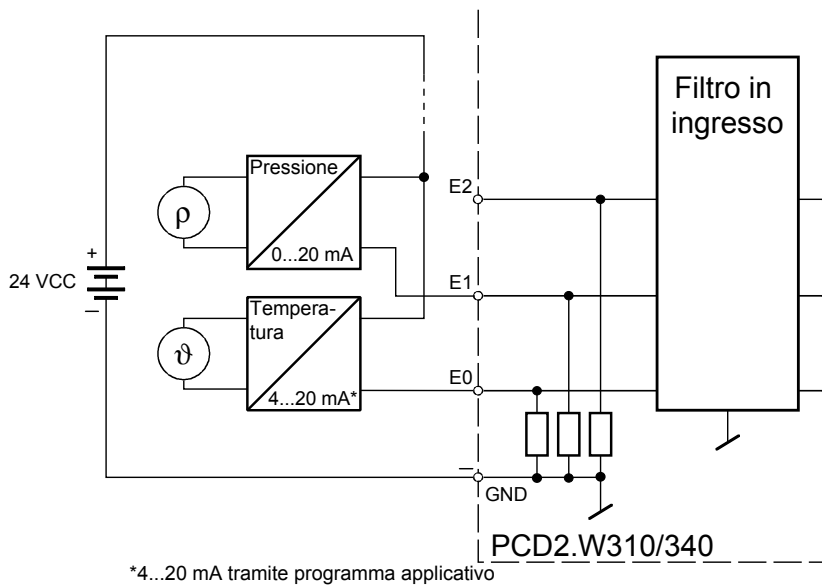 Filtro in
ingresso
Pressione
E2
ρ
0...20 mA
+
24 VCC
E1
–
Tempera-
tura
ϑ
E0
4...20 mA*
–
GND
PCD2.W310/340
*4...20 mA tramite programma applicativo